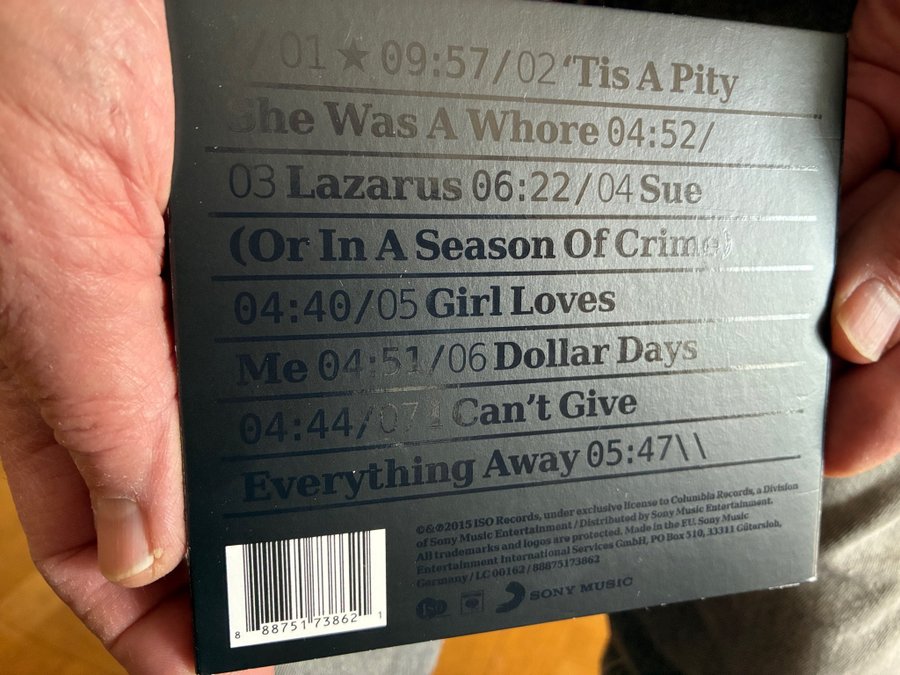 // 01 ★ 09:57/02 ‘Tis A Pity
She Was A Whore 04:52/
03 Lazarus 06:22/04 Sue
(Or In A Season Of Crime)
04:40/05 Girl Loves
Me 04:51/06 Dollar Days
04:44/07 I Can’t Give
Everything Away 05:47\\
©&℗2015 ISO Records, under exclusive license to Columbia Records, a Division
of Sony Music Entertainment / Distributed by Sony Music Entertainment.
All trademarks and logos are protected. Made in the EU. Sony Music
Entertainment International Services GmbH, PO Box 510, 33311 Gütersloh,
Germany / LC 00162 / 88875173862
ISO
SONY MUSIC
8 88751 73862 1